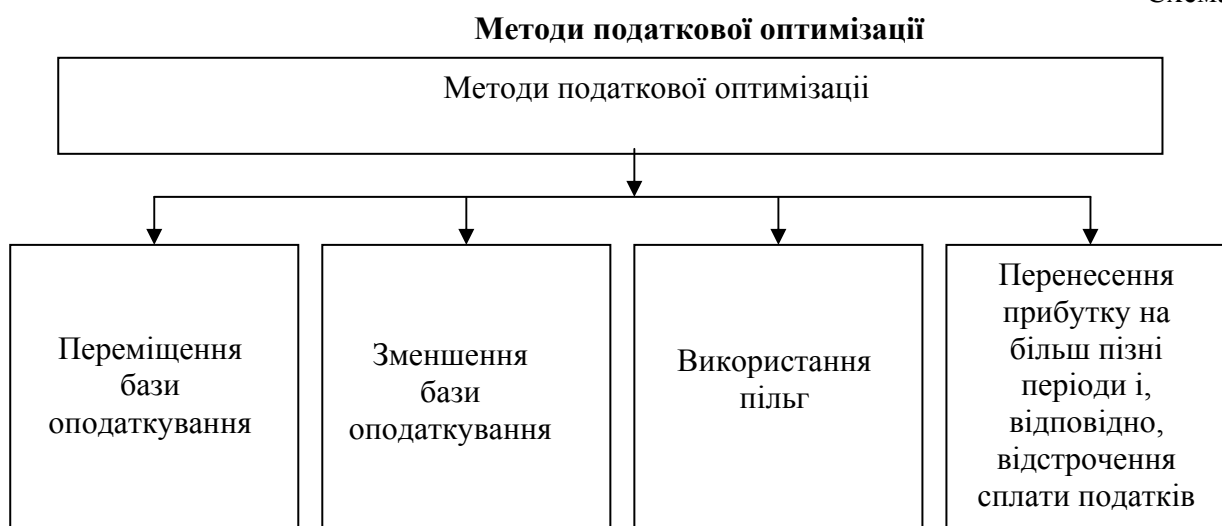 Методи податкової оптимізації
Методи податкової оптимізаціі
Переміщення
бази
оподаткування
Зменшення
бази
оподаткування
Використання
пільг
Перенесення
прибутку на
більш пізні
періоди і,
відповідно,
відстрочення
сплати податків